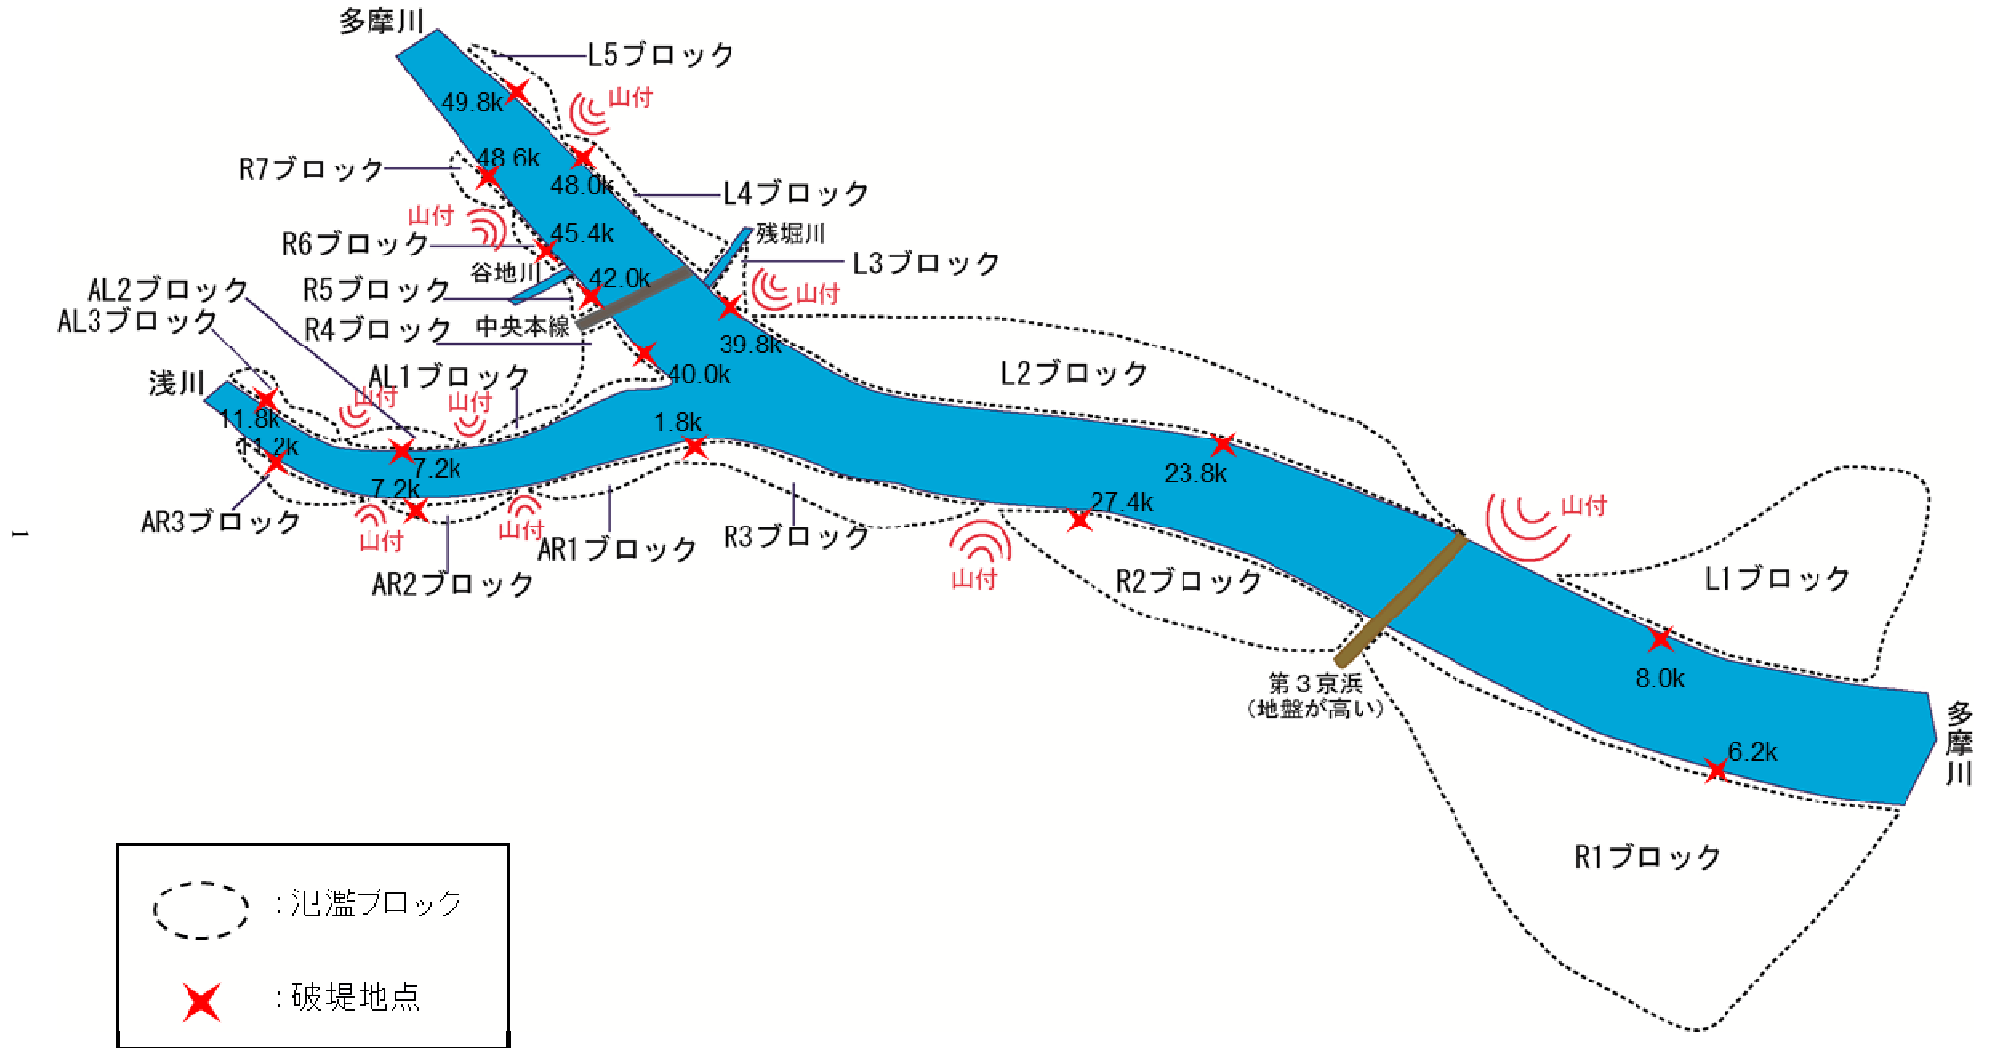 多摩川
L5ブロック
49.8k
山付
48.6k
R7ブロック
48.0k
L4ブロック
山付
45.4k
残堀川
R6ブロック
谷地川
42.0k
L3ブロック
AL2ブロック
R5ブロック
山付
AL3ブロック
R4ブロック
中央本線
39.8k
浅川
AL1ブロック
40.0k
L2ブロック
山付
山付
11.8k
1.8k
11.2k
7.2k
23.8k
7.2k
27.4k
山付
AR3ブロック
山付
山付
AR1ブロック
R3ブロック
1
山付
R2ブロック
L1ブロック
AR2ブロック
第3京浜
(地盤が高い)
8.0k
多摩川
6.2k
R1ブロック
:氾濫ブロック
:破堤地点